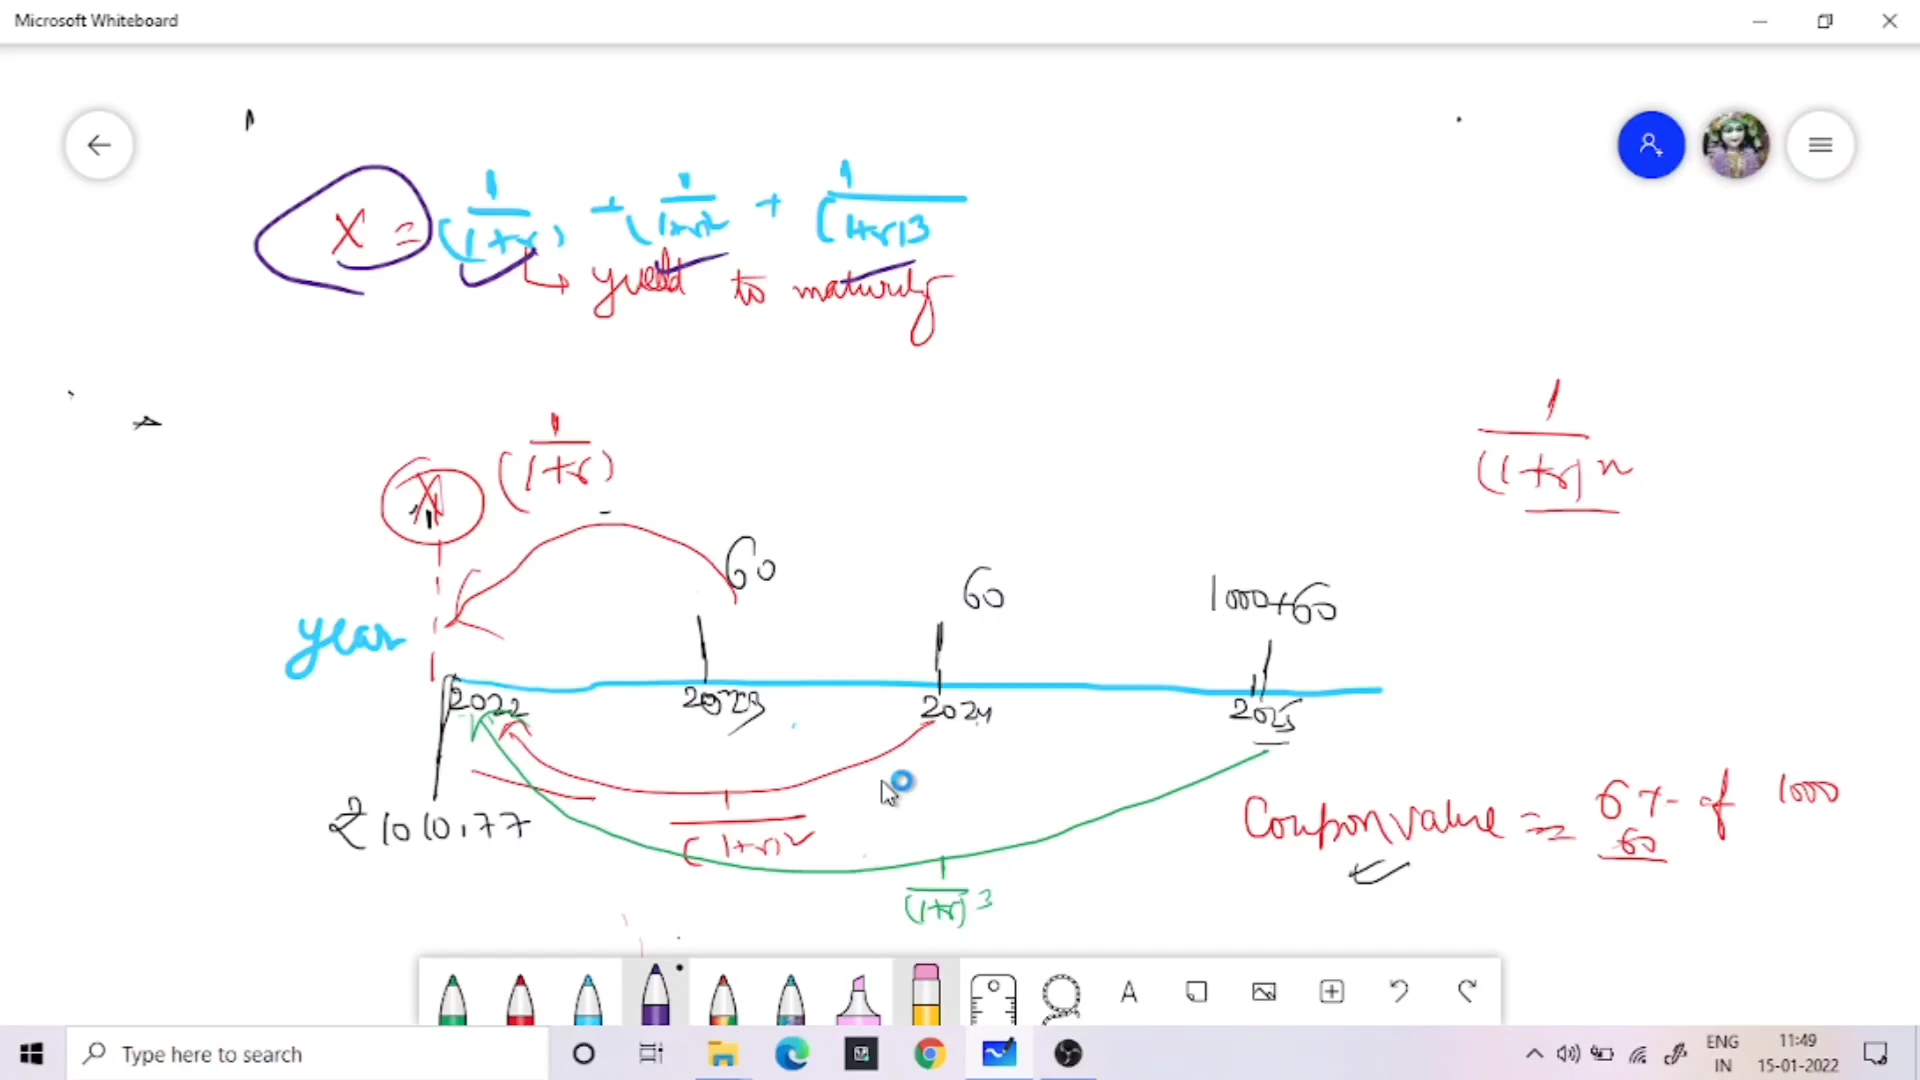 Microsoft Whiteboard
X = 1/(1+r) + 1/(1+r)2 + 1/(1+r)3
yield to maturity
1/(1+r)
1/(1+r)n
X
60
60
1000+60
year
2022
2023
2024
2025
₹1010.77
(1+r)2
(1+r)3
Coupon value = 6% of 1000
60
A
Type here to search
ENG
IN
11:49
15-01-2022